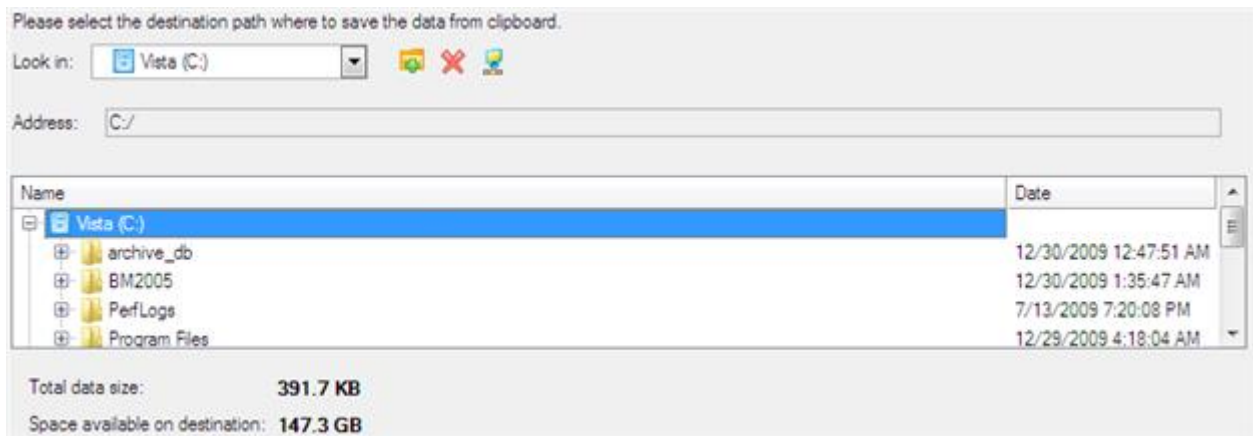 Please select the destination path where to save the data from clipboard.
Look in: Vista (C:)
Address: C:/
Name Date
Vista (C:)
archive_db 12/30/2009 12:47:51 AM
BM2005 12/30/2009 1:35:47 AM
PerfLogs 7/13/2009 7:20:08 PM
Program Files 12/29/2009 4:18:04 AM
Total data size: 391.7 KB
Space available on destination: 147.3 GB